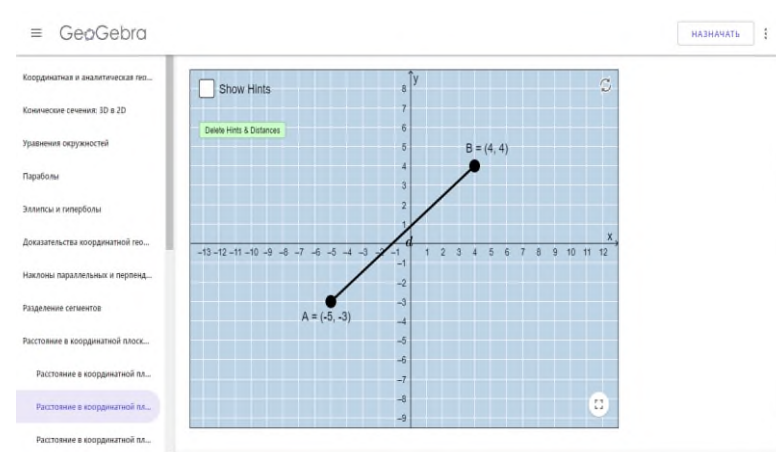 GeoGebra
НАЗНАЧАТЬ
Координатная и аналитическая гео...
Конические сечения: 3D в 2D
Уравнения окружностей
Параболы
Эллипсы и гиперболы
Доказательства координатной гео...
Наклоны параллельных и перпенд...
Разделение сегментов
Расстояние в координатной плоск...
Расстояние в координатной пл...
Расстояние в координатной пл...
Расстояние в координатной пл...
Show Hints
Delete Hints & Distances
y
8
7
6
5
4
3
2
1
B = (4, 4)
d
x
-13 -12 -11 -10 -9 -8 -7 -6 -5 -4 -3 -2 -1 1 2 3 4 5 6 7 8 9 10 11 12
-1
-2
-3
-4
-5
-6
-7
-8
-9
A = (-5, -3)